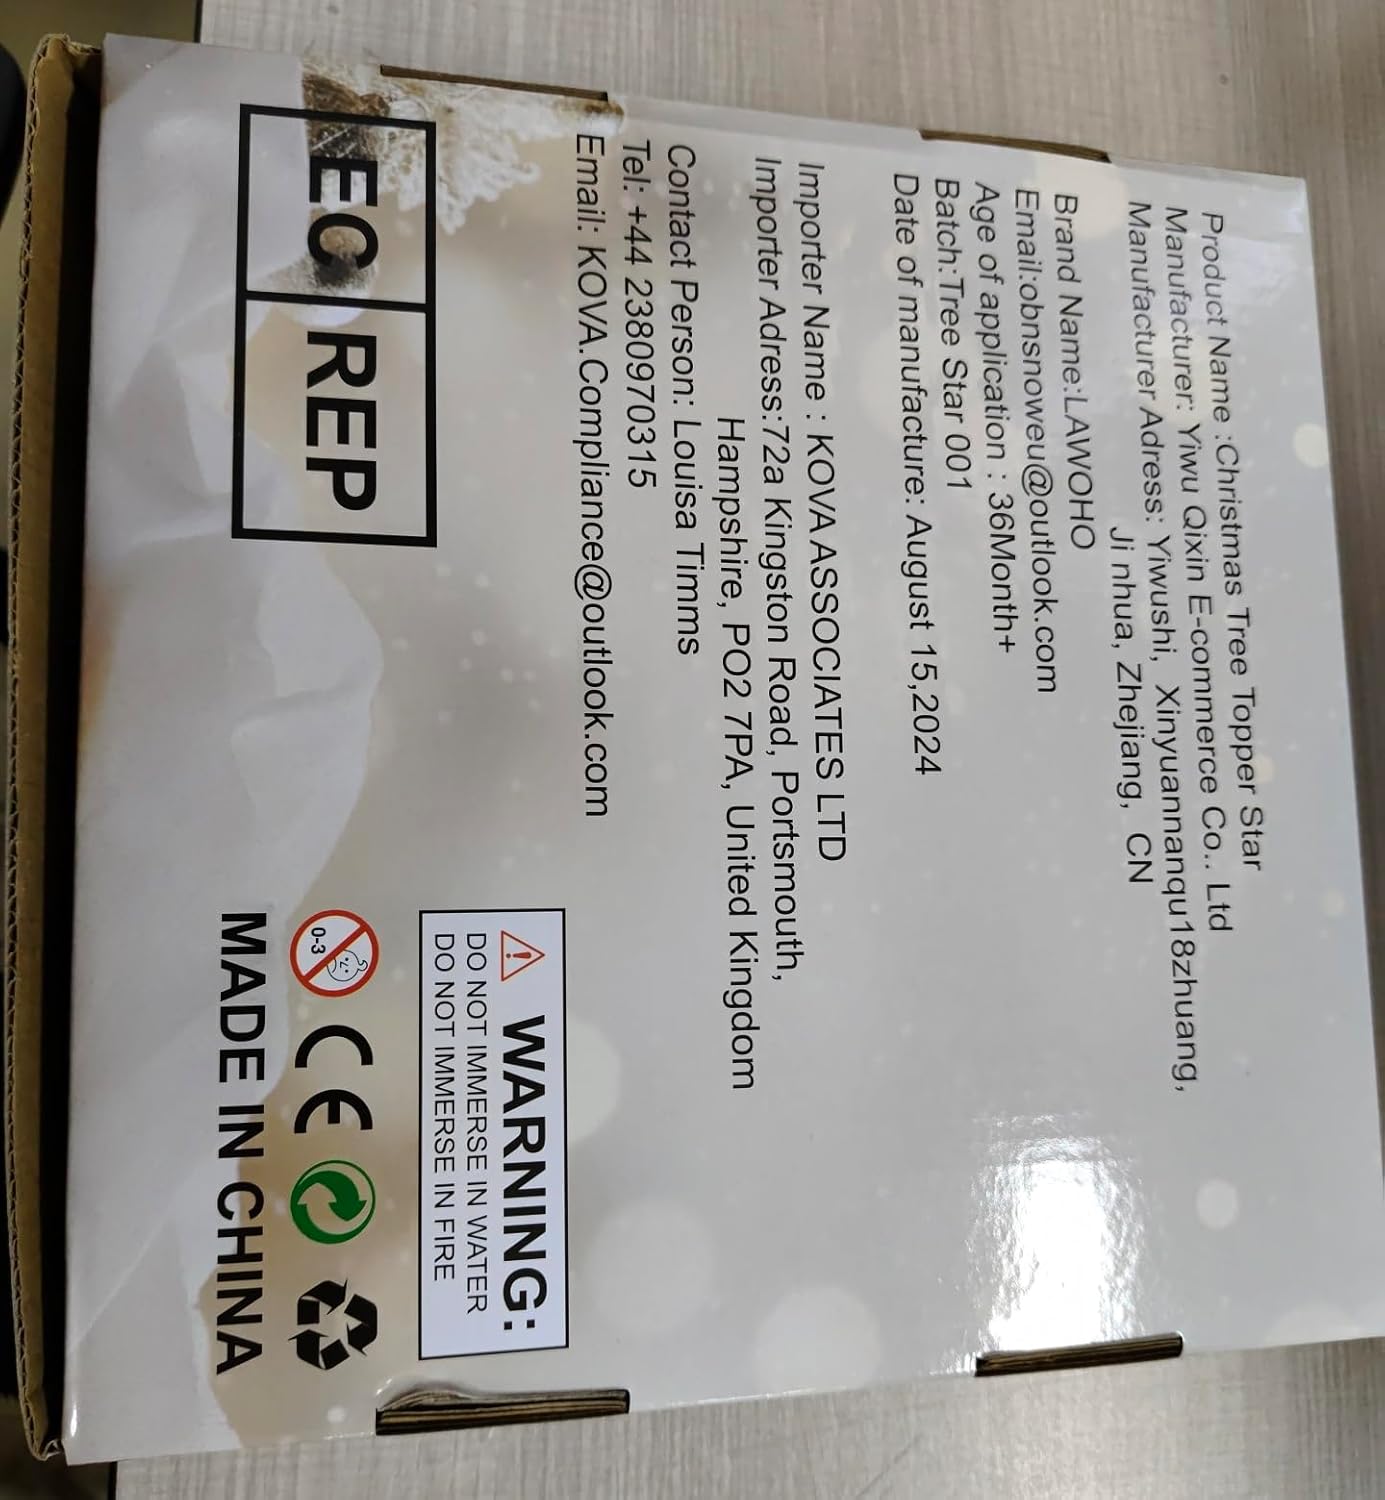 Product Name :Christmas Tree Topper Star
Manufacturer: Yiwu Qixin E-commerce Co.. Ltd
Manufacturer Adress: Yiwushi, Xinyuannanqu18zhuang,
Ji nhua, Zhejiang, CN
Brand Name:LAWOHO
Email:obnsnoweu@outlook.com
Age of application : 36Month+
Batch:Tree Star 001
Date of manufacture: August 15,2024
Importer Name : KOVA ASSOCIATES LTD
Importer Adress:72a Kingston Road, Portsmouth,
Hampshire, PO2 7PA, United Kingdom
Contact Person: Louisa Timms
Tel: +44 2380970315
Email: KOVA.Compliance@outlook.com
EC REP
WARNING:
DO NOT IMMERSE IN WATER
DO NOT IMMERSE IN FIRE
0-3
CE
MADE IN CHINA